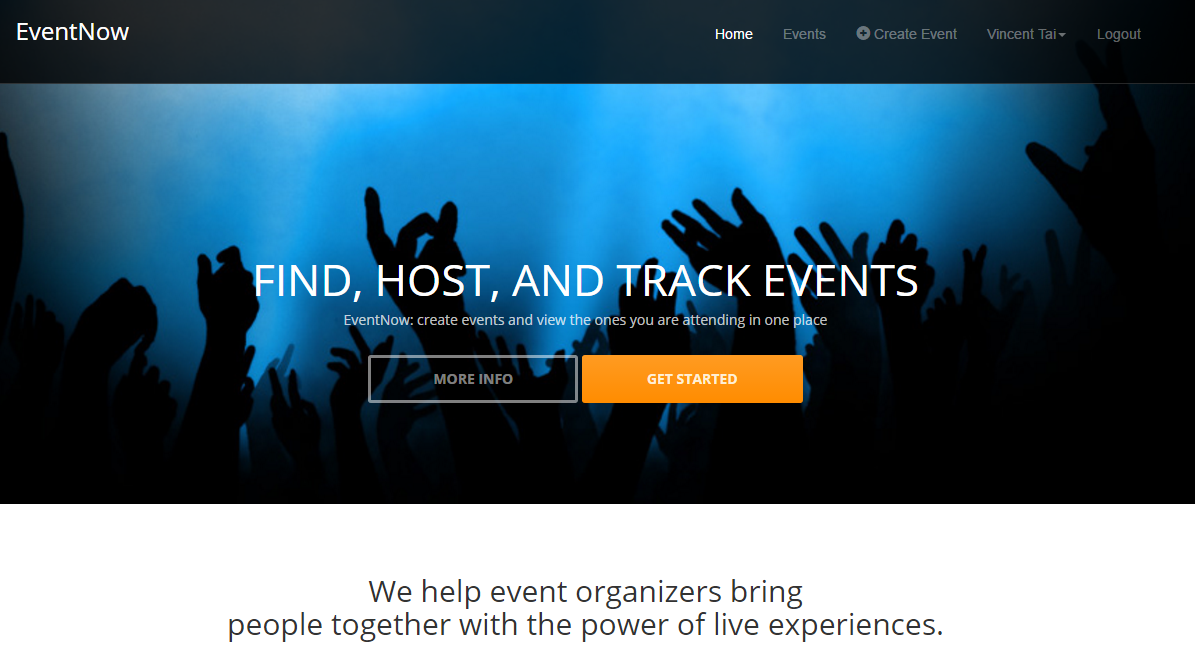 EventNow
Home Events Create Event Vincent Tai Logout
FIND, HOST, AND TRACK EVENTS
EventNow: create events and view the ones you are attending in one place
MORE INFO GET STARTED
We help event organizers bring
people together with the power of live experiences.